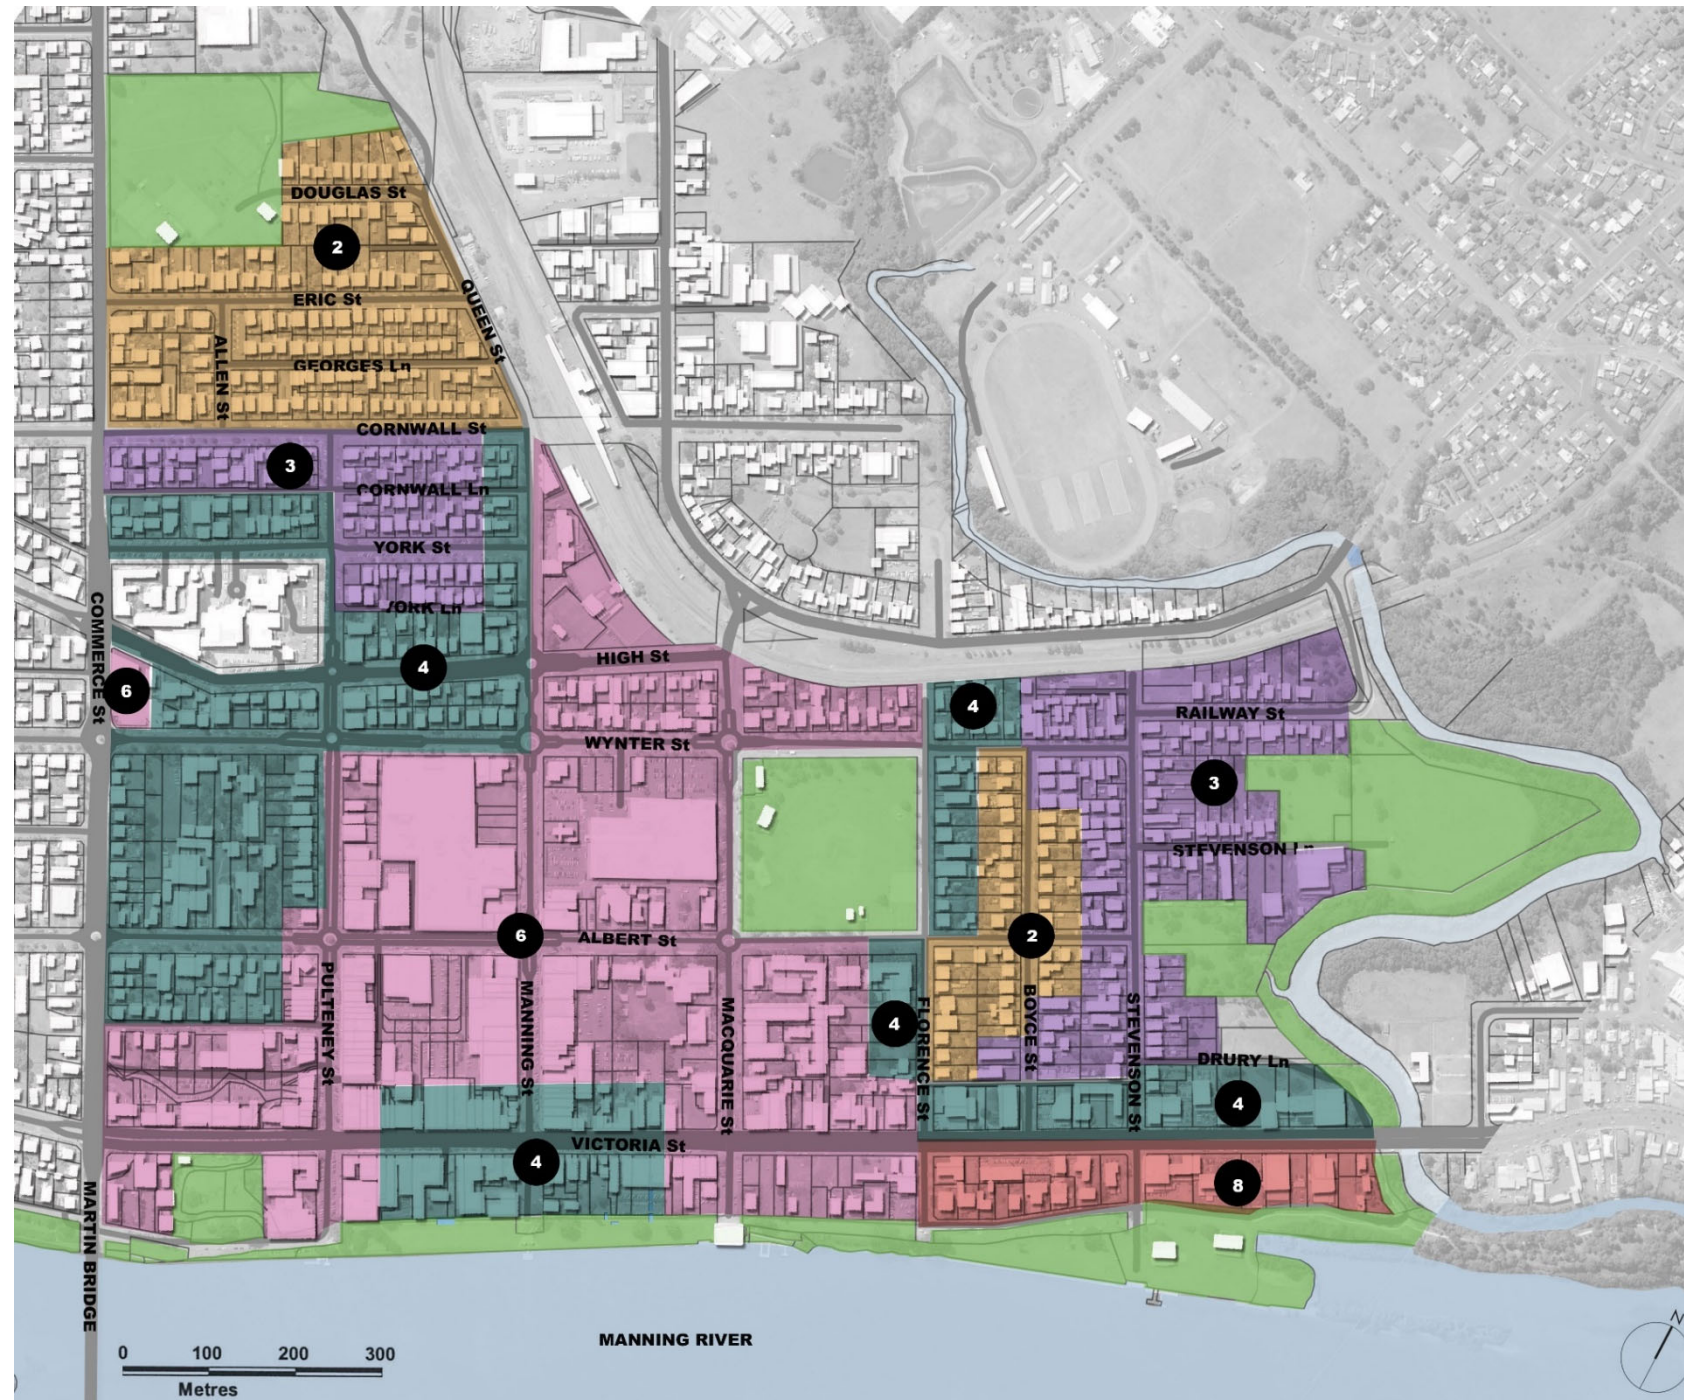 DOUGLAS St
2
ERIC St
QUEEN St
ALLEN St
GEORGES Ln
CORNWALL St
3
CORNWALL Ln
YORK St
YORK Ln
COMMERCE St
HIGH St
4
6
4
RAILWAY St
WYNTER St
3
STEVENSON Ln
6
ALBERT St
2
PULTENEY St
MANNING St
MACQUARIE St
4
FLORENCE St
BOYCE St
STEVENSON St
DRURY Ln
4
VICTORIA St
4
8
MARTIN BRIDGE
MANNING RIVER
0 100 200 300
Metres
N